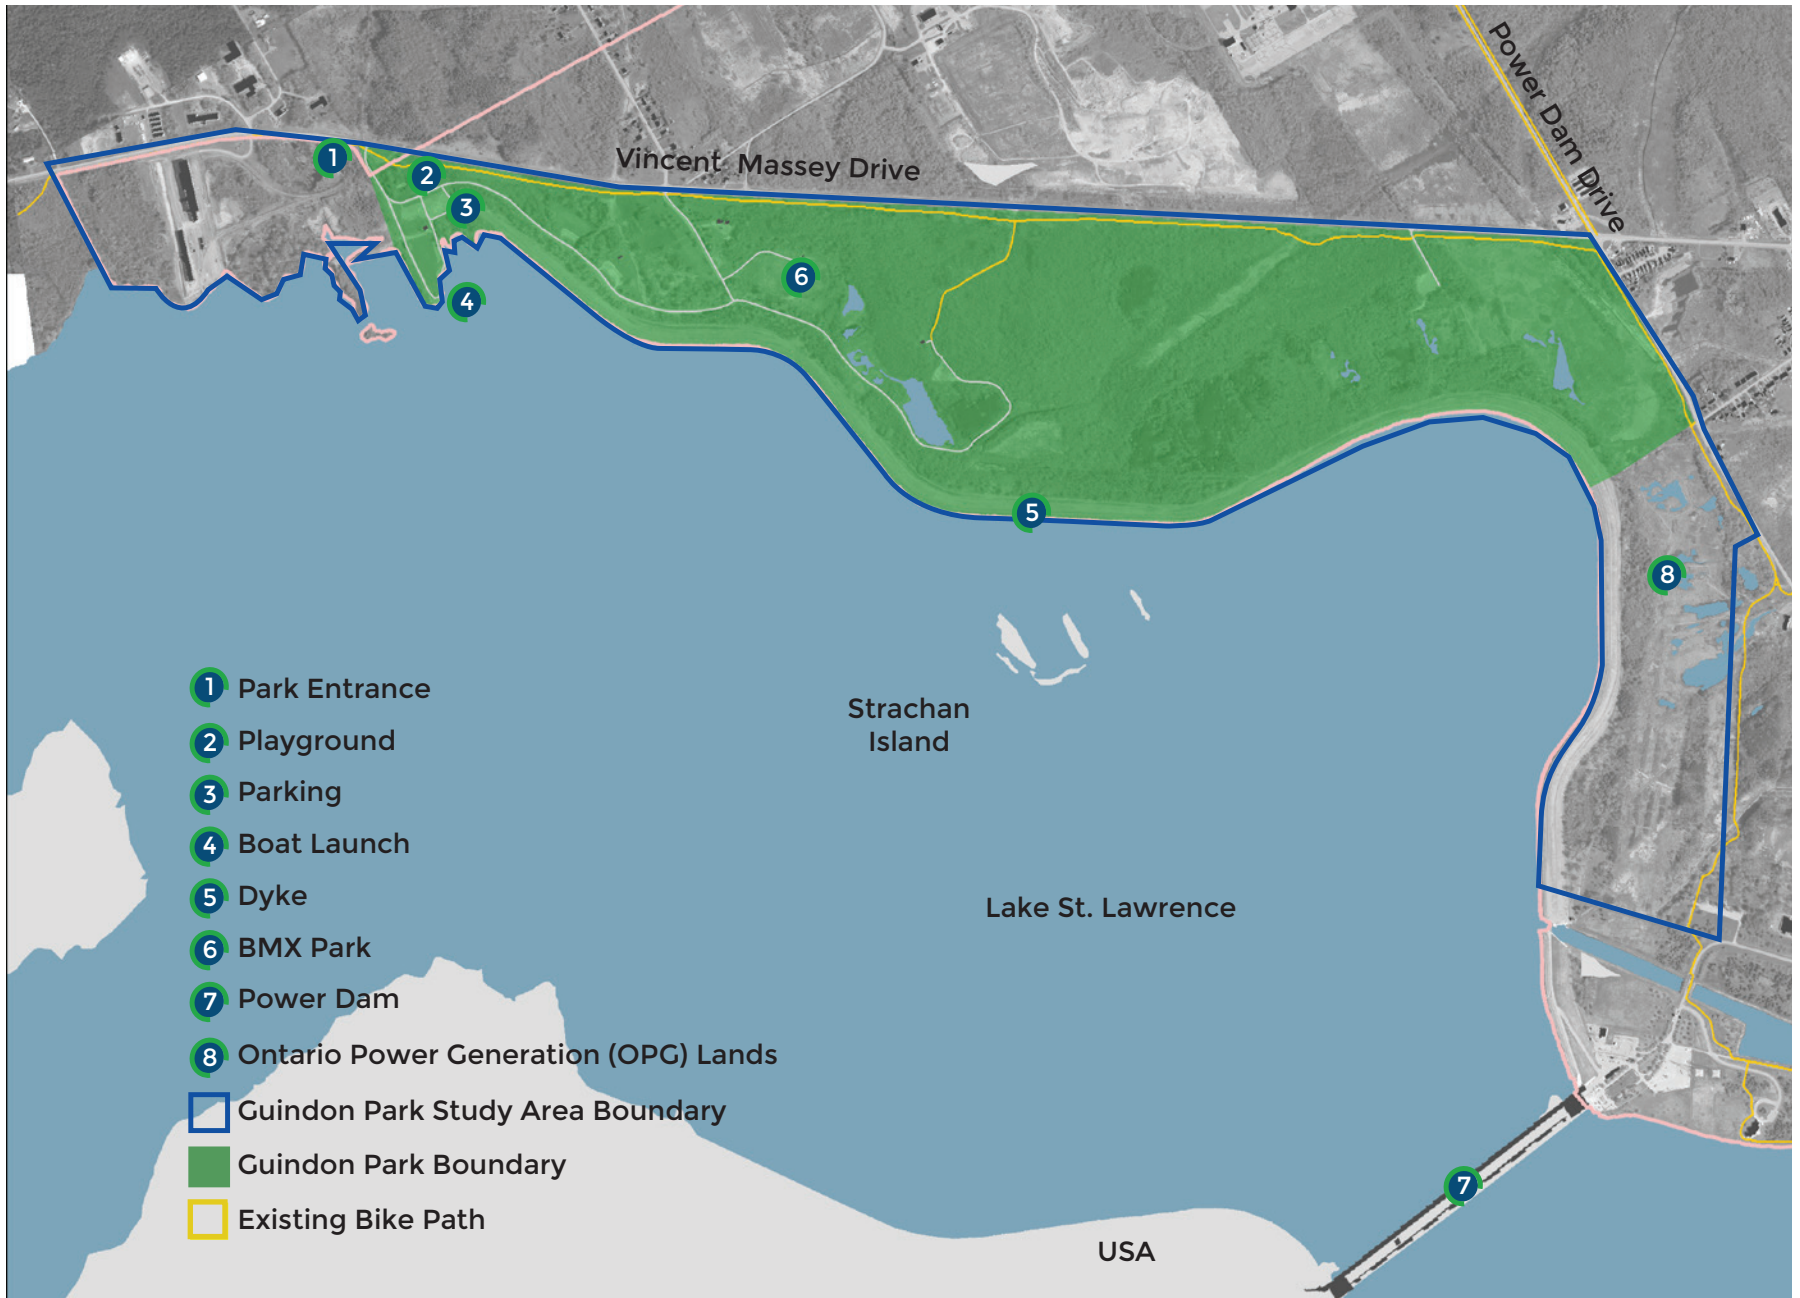 Power Dam Drive
1
2
Vincent Massey Drive
3
6
4
5
8
1 Park Entrance
2 Playground
3 Parking
4 Boat Launch
5 Dyke
6 BMX Park
7 Power Dam
8 Ontario Power Generation (OPG) Lands
Guindon Park Study Area Boundary
Guindon Park Boundary
Existing Bike Path
Strachan
Island
Lake St. Lawrence
7
USA